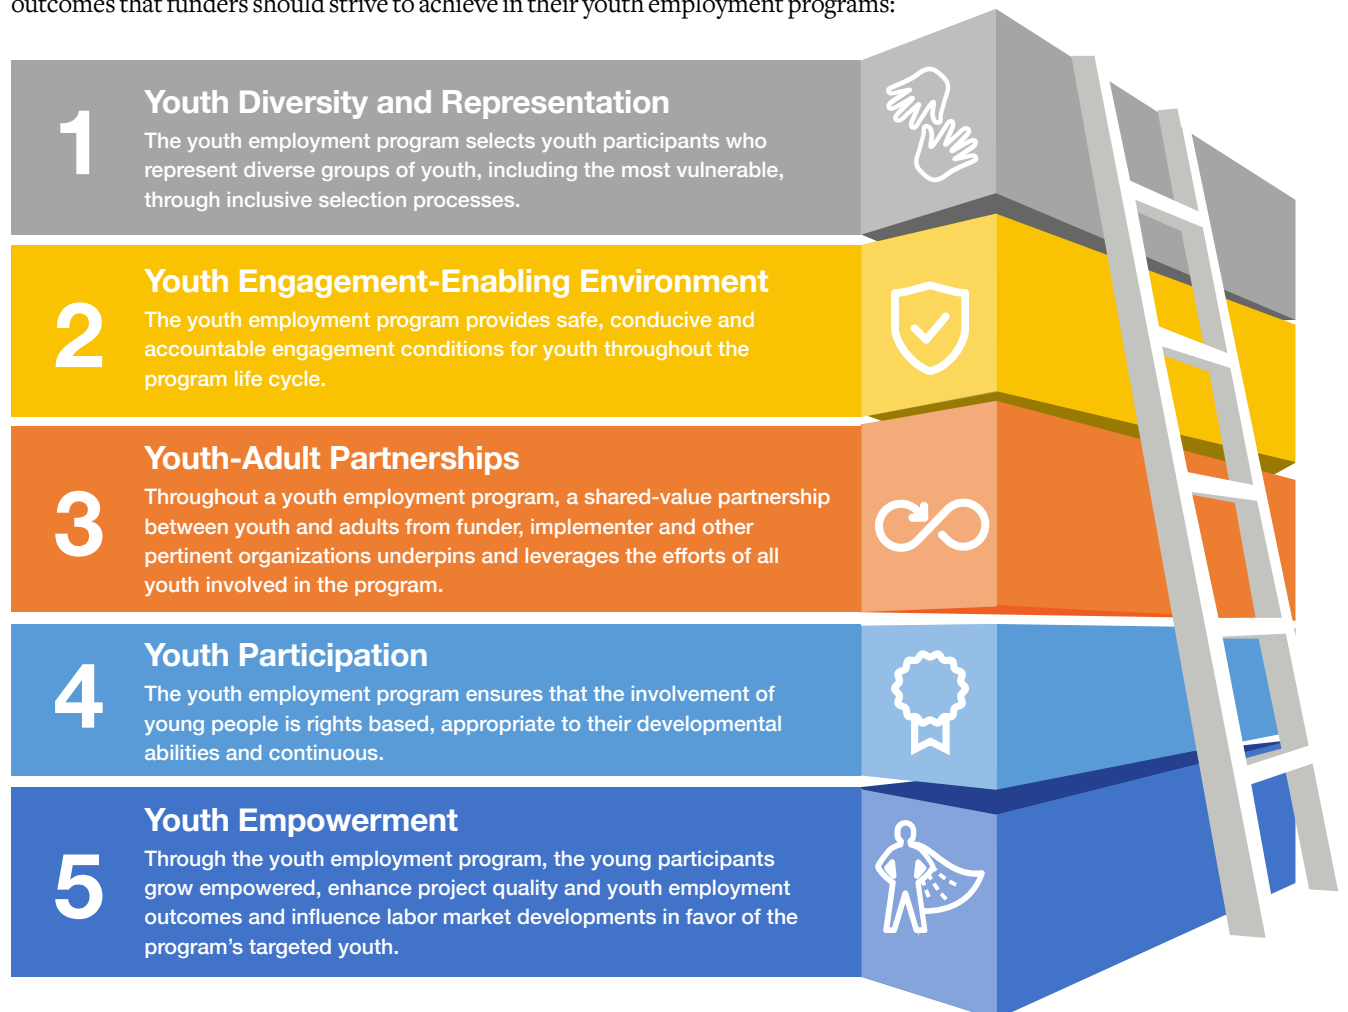 outcomes that funders should strive to achieve in their youth employment programs:
1
Youth Diversity and Representation
The youth employment program selects youth participants who
represent diverse groups of youth, including the most vulnerable,
through inclusive selection processes.
2
Youth Engagement-Enabling Environment
The youth employment program provides safe, conducive and
accountable engagement conditions for youth throughout the
program life cycle.
3
Youth-Adult Partnerships
Throughout a youth employment program, a shared-value partnership
between youth and adults from funder, implementer and other
pertinent organizations underpins and leverages the efforts of all
youth involved in the program.
4
Youth Participation
The youth employment program ensures that the involvement of
young people is rights based, appropriate to their developmental
abilities and continuous.
5
Youth Empowerment
Through the youth employment program, the young participants
grow empowered, enhance project quality and youth employment
outcomes and influence labor market developments in favor of the
program's targeted youth.